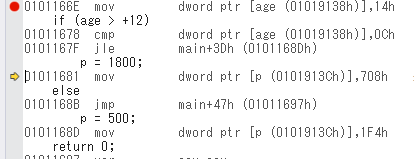 0101166E mov dword ptr [age (01019138h)],14h
if (age > +12)
01011678 cmp dword ptr [age (01019138h)],0Ch
0101167F jle main+3Dh (0101168Dh)
p = 1800;
01011681 mov dword ptr [p (0101913Ch)],708h
else
0101168B jmp main+47h (01011697h)
p = 500;
0101168D mov dword ptr [p (0101913Ch)],1F4h
return 0;